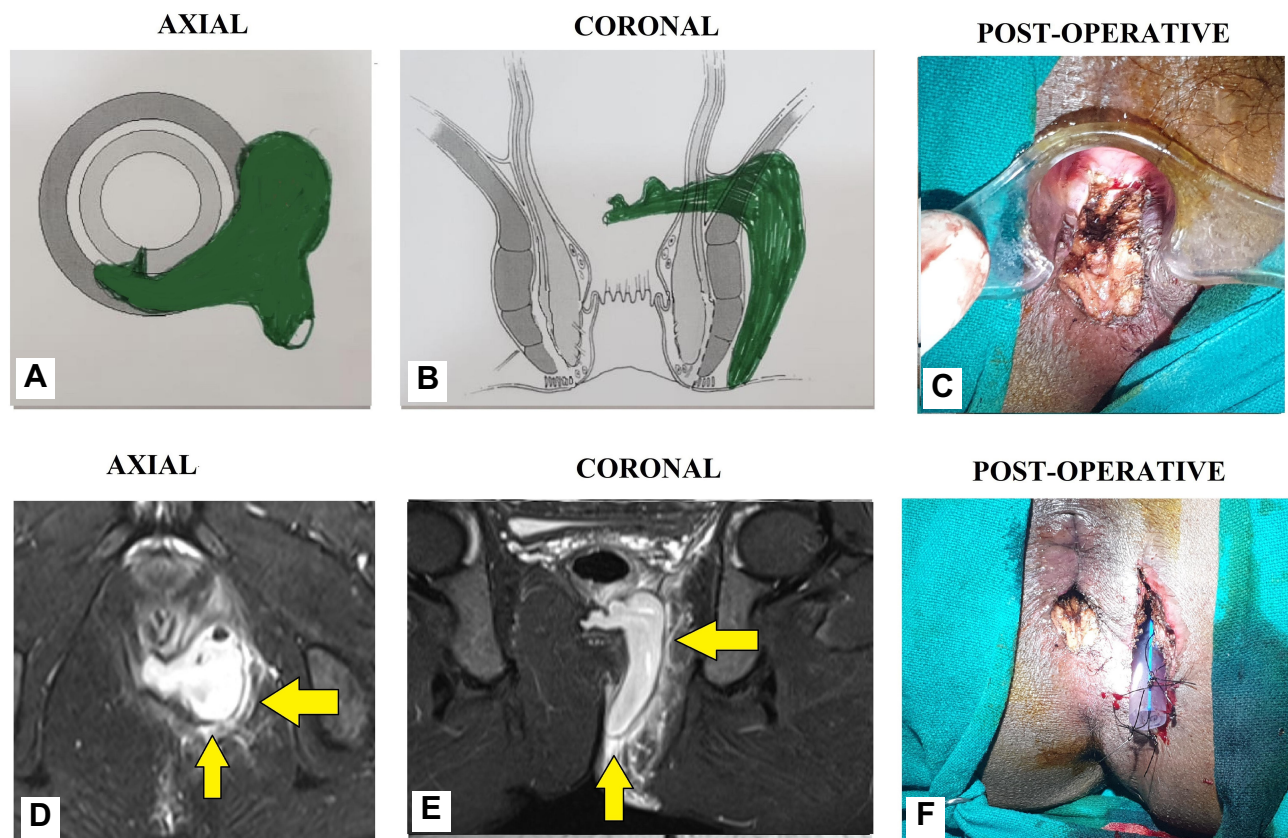 AXIAL
CORONAL
POST-OPERATIVE
A
B
C
AXIAL
CORONAL
POST-OPERATIVE
D
E
F